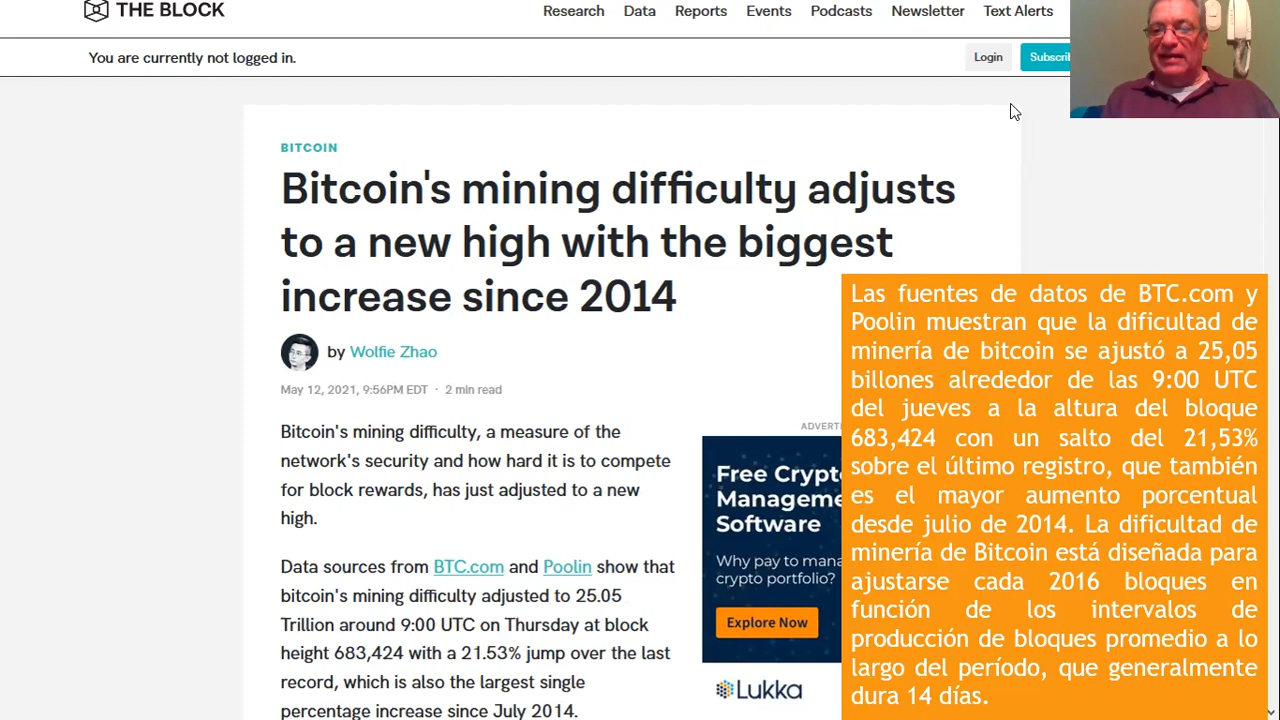 THE BLOCK
Research Data Reports Events Podcasts Newsletter Text Alerts
You are currently not logged in.
Login
BITCOIN
Bitcoin's mining difficulty adjusts
to a new high with the biggest
increase since 2014
by Wolfie Zhao
May 12, 2021, 9:56PM EDT · 2 min read
Bitcoin's mining difficulty, a measure of the
network's security and how hard it is to compete
for block rewards, has just adjusted to a new
high.
Data sources from BTC.com and Poolin show that
bitcoin's mining difficulty adjusted to 25.05
Trillion around 9:00 UTC on Thursday at block
height 683,424 with a 21.53% jump over the last
record, which is also the largest single
percentage increase since July 2014.
Free
Software
Why pay to
crypto portfolio?
Explore Now
Lukka
Las fuentes de datos de BTC.com y
Poolin muestran que la dificultad de
minería de bitcoin se ajustó a 25,05
billones alrededor de las 9:00 UTC
del jueves a la altura del bloque
683,424 con un salto del 21,53%
sobre el último registro, que también
es el mayor aumento porcentual
desde julio de 2014. La dificultad de
minería de Bitcoin está diseñada para
ajustarse cada 2016 bloques en
función de los intervalos de
producción de bloques promedio a lo
largo del período, que generalmente
dura 14 días.